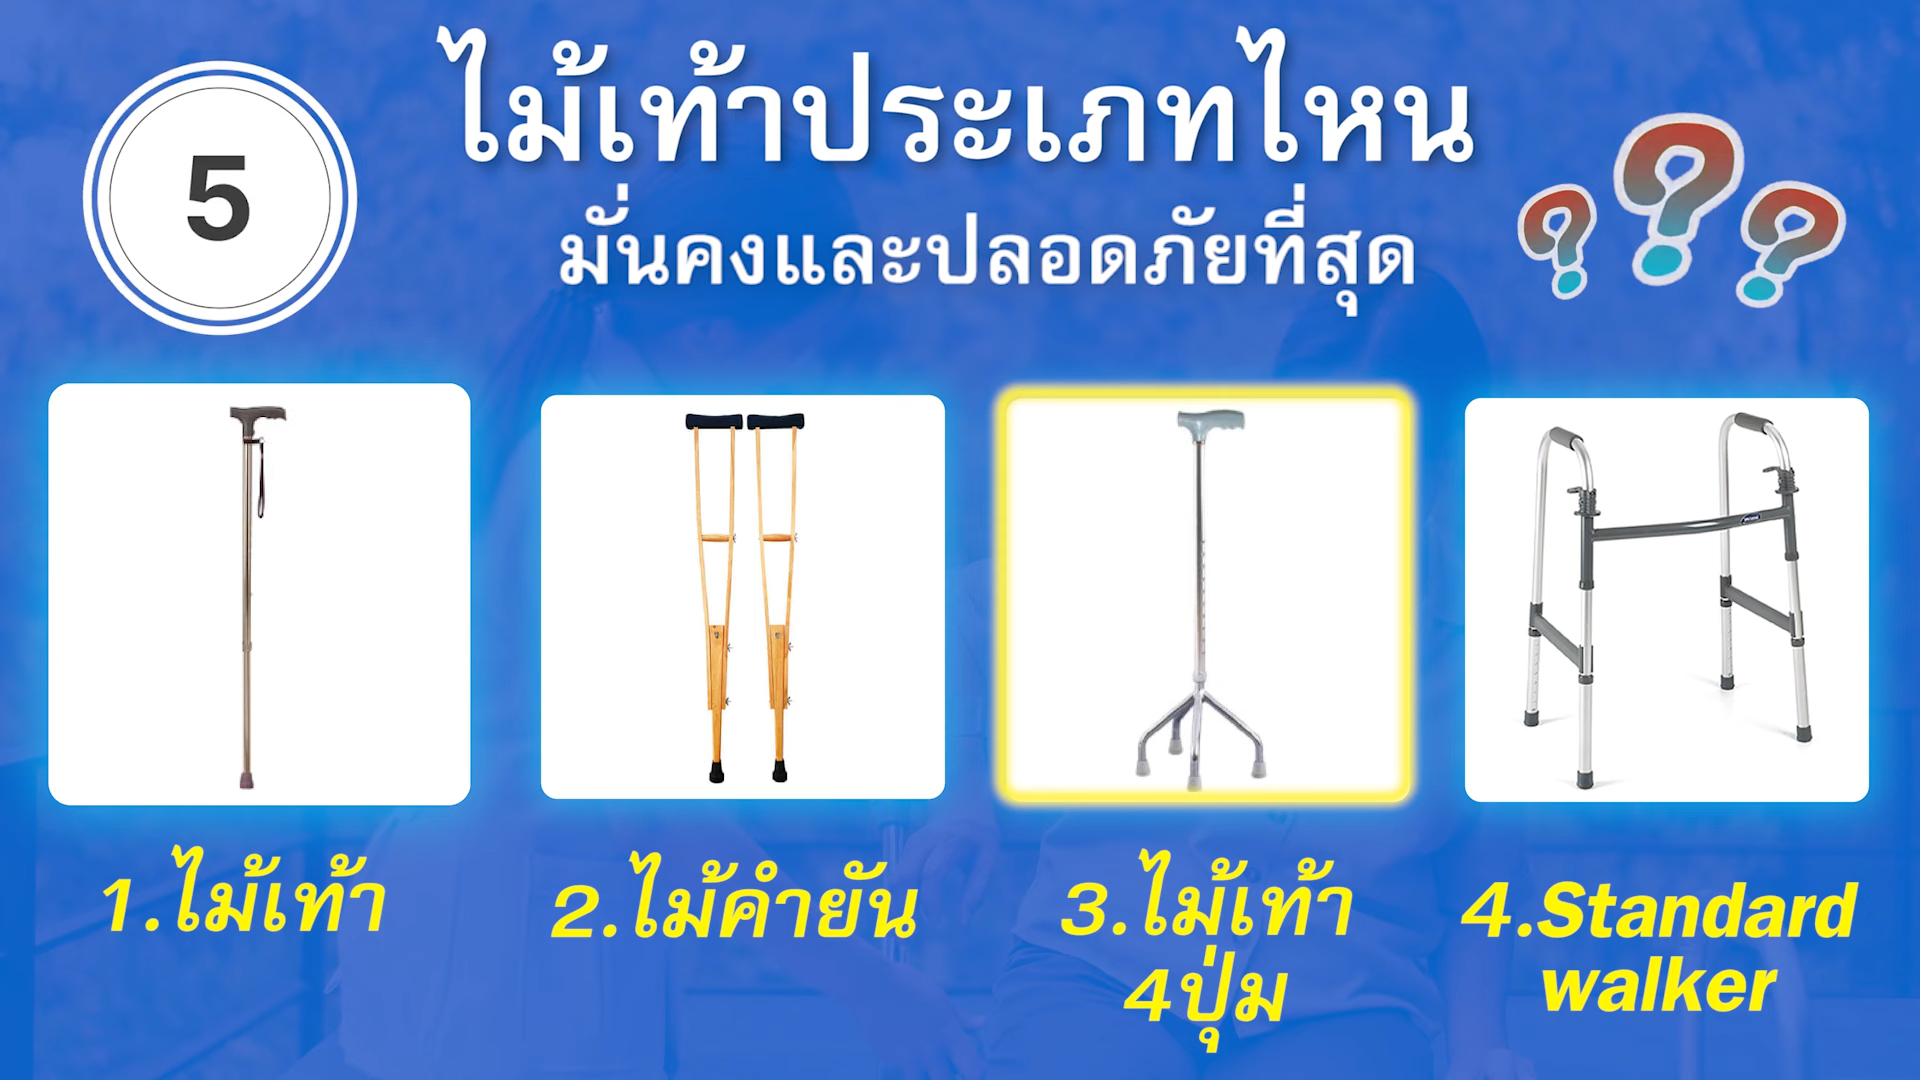 5
ไม้เท้าประเภทไหน
มั่นคงและปลอดภัยที่สุด
???
1.ไม้เท้า
2.ไม้คำยัน
3.ไม้เท้า
4ปุ่ม
4.Standard
walker